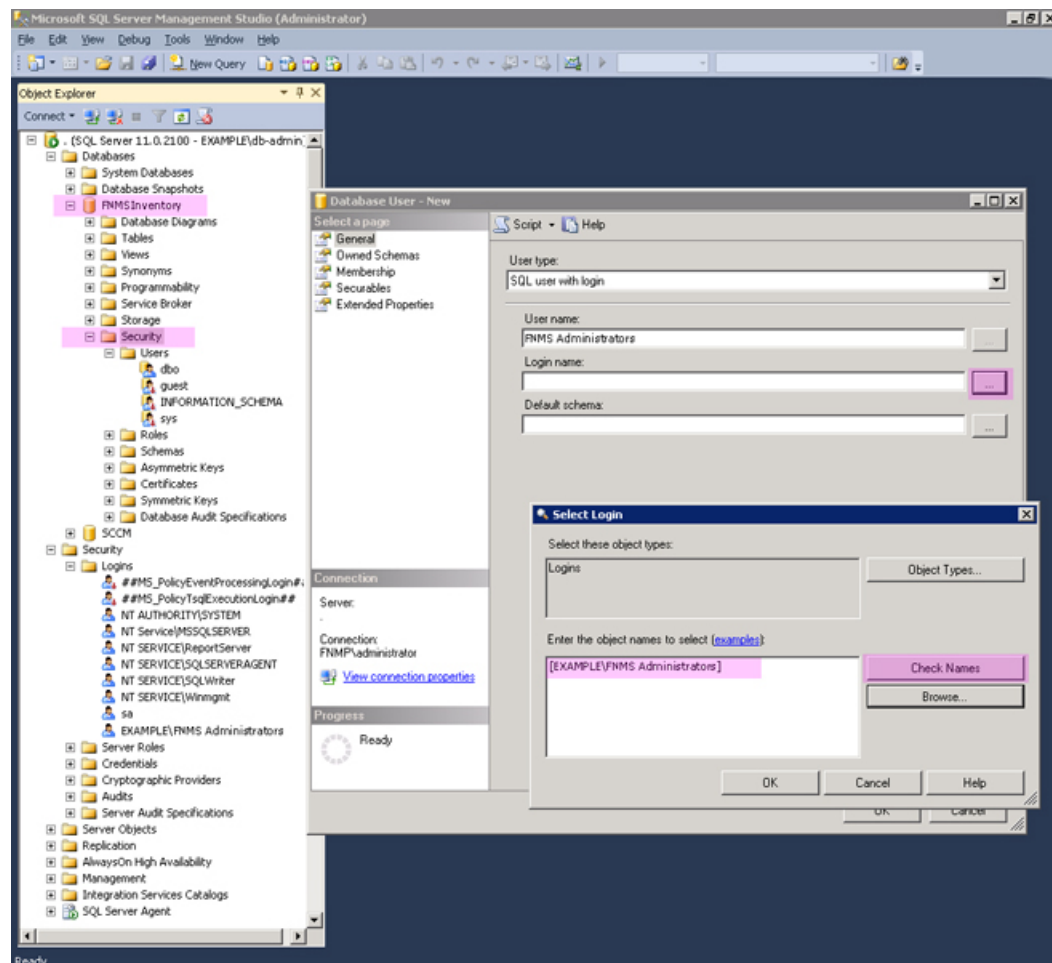 Microsoft SQL Server Management Studio (Administrator)
File Edit View Debug Tools Window Help
New Query
Object Explorer
Connect
. (SQL Server 11.0.2100 - EXAMPLE\db-admin)
Databases
System Databases
Database Snapshots
FNMSInventory
Database Diagrams
Tables
Views
Synonyms
Programmability
Service Broker
Storage
Security
Users
dbo
guest
INFORMATION_SCHEMA
sys
Roles
Schemas
Asymmetric Keys
Certificates
Symmetric Keys
Database Audit Specifications
SCCM
Security
Logins
##MS_PolicyEventProcessingLogin#
##MS_PolicyTsqlExecutionLogin##
NT AUTHORITY\SYSTEM
NT Service\MSSQLSERVER
NT SERVICE\ReportServer
NT SERVICE\SQLSERVERAGENT
NT SERVICE\SQLWriter
NT SERVICE\Winmgmt
sa
EXAMPLE\FNMS Administrators
Server Roles
Credentials
Cryptographic Providers
Audits
Server Audit Specifications
Server Objects
Replication
AlwaysOn High Availability
Management
Integration Services Catalogs
SQL Server Agent
Ready
Database User - New
Select a page
General
Owned Schemas
Membership
Securables
Extended Properties
Connection
Server:
.
Connection:
FNMP\administrator
View connection properties
Progress
Ready
Script Help
User type:
SQL user with login
User name:
FNMS Administrators
...
Login name:
...
Default schema:
...
OK Cancel
Select Login
Select these object types:
Logins
Object Types...
Enter the object names to select (examples):
[EXAMPLE\FNMS Administrators]
Check Names
Browse...
OK Cancel Help